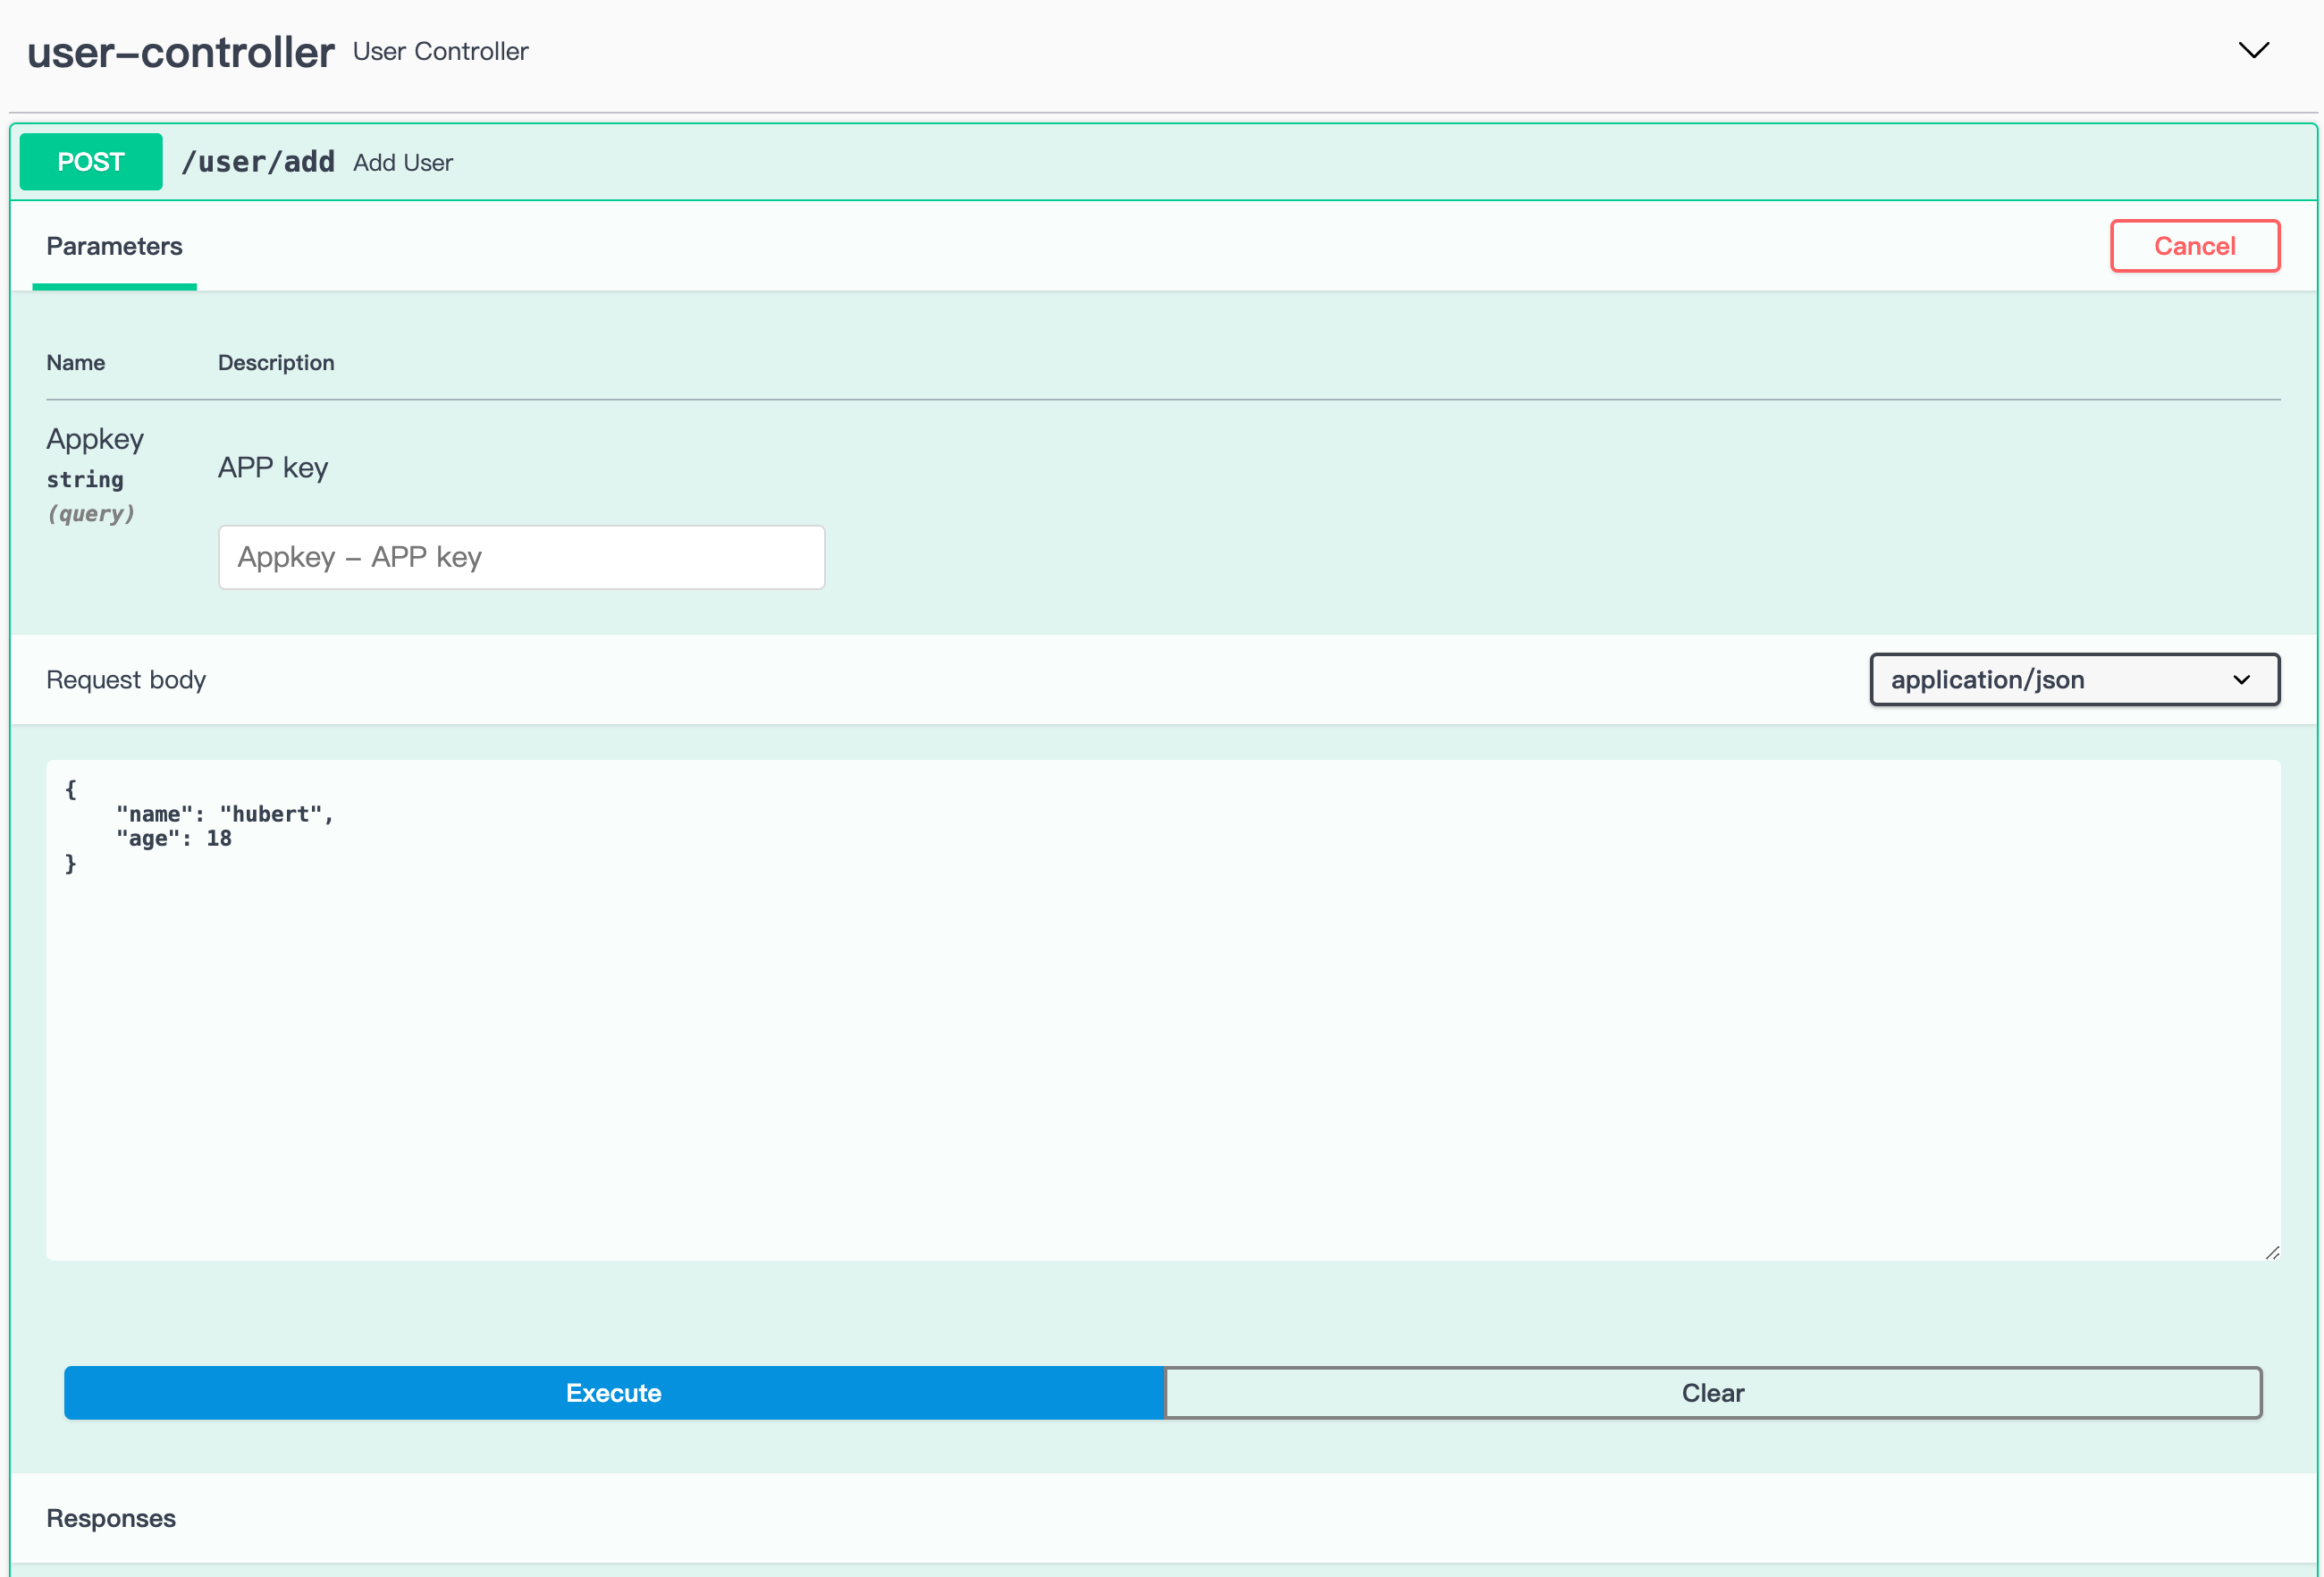 user-controller User Controller
POST /user/add Add User
Parameters Cancel
Name Description
Appkey
string
(query)
APP key
Appkey - APP key
Request body application/json
{
    "name": "hubert",
    "age": 18
}
Execute Clear
Responses